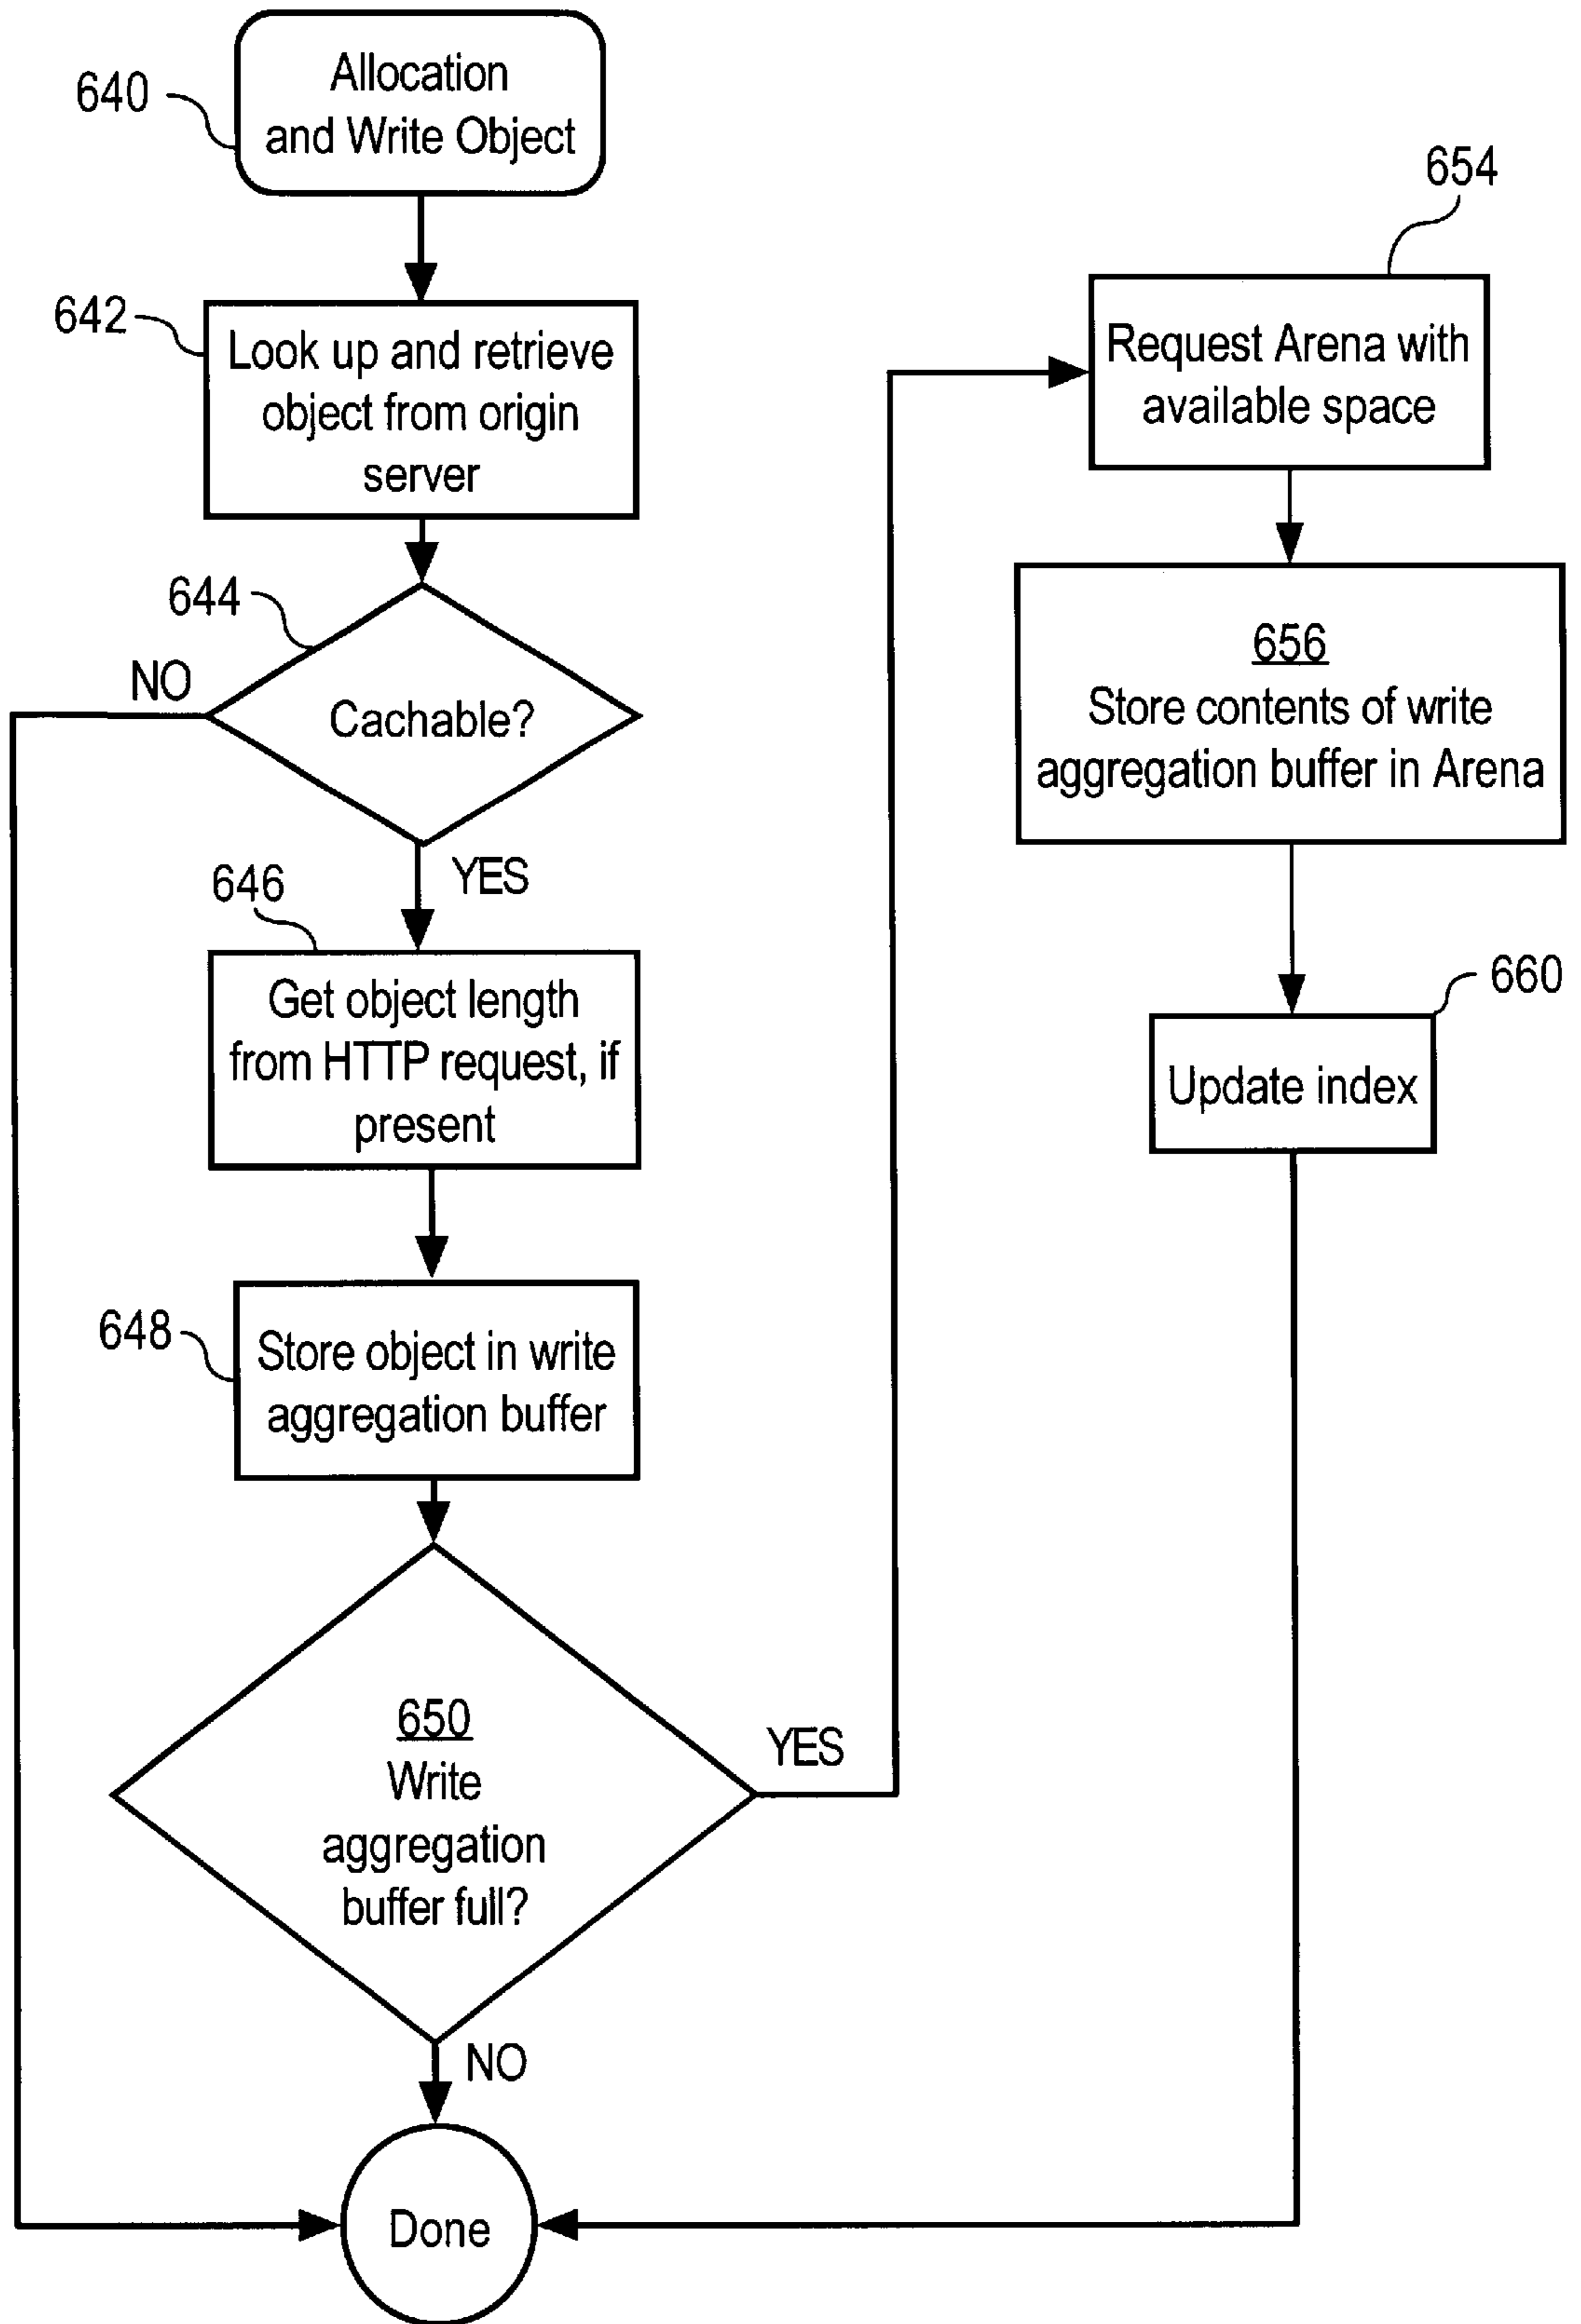 640
Allocation
and Write Object
642
Look up and retrieve
object from origin
server
644
NO
Cachable?
YES
646
Get object length
from HTTP request, if
present
648
Store object in write
aggregation buffer
650
Write
aggregation
buffer full?
YES
NO
Done
654
Request Arena with
available space
656
Store contents of write
aggregation buffer in Arena
660
Update index